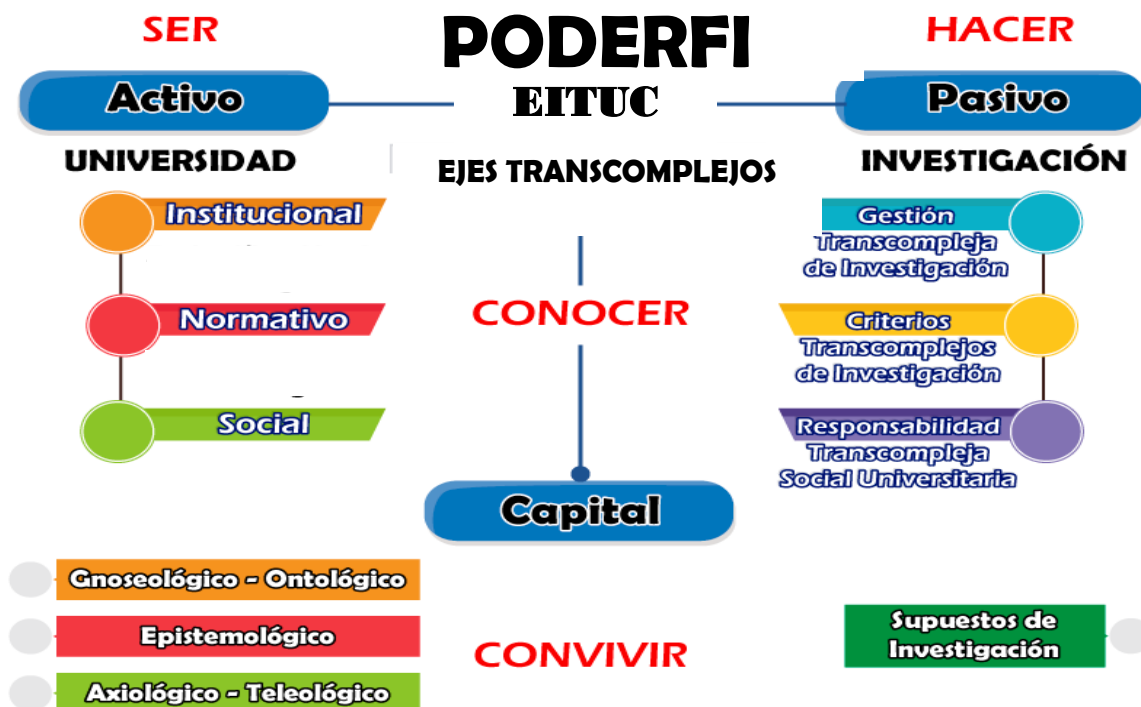 SER
PODERFI
HACER
Activo
EITUC
Pasivo
UNIVERSIDAD
EJES TRANSCOMPLEJOS
INVESTIGACIÓN
Institucional
Gestión
Transcompleja
de Investigación
CONOCER
Normativo
Criterios
Transcomplejos
de Investigación
Social
Responsabilidad
Transcompleja
Social Universitaria
Capital
Gnoseológico - Ontológico
Epistemológico
Axiológico - Teleológico
CONVIVIR
Supuestos de
Investigación